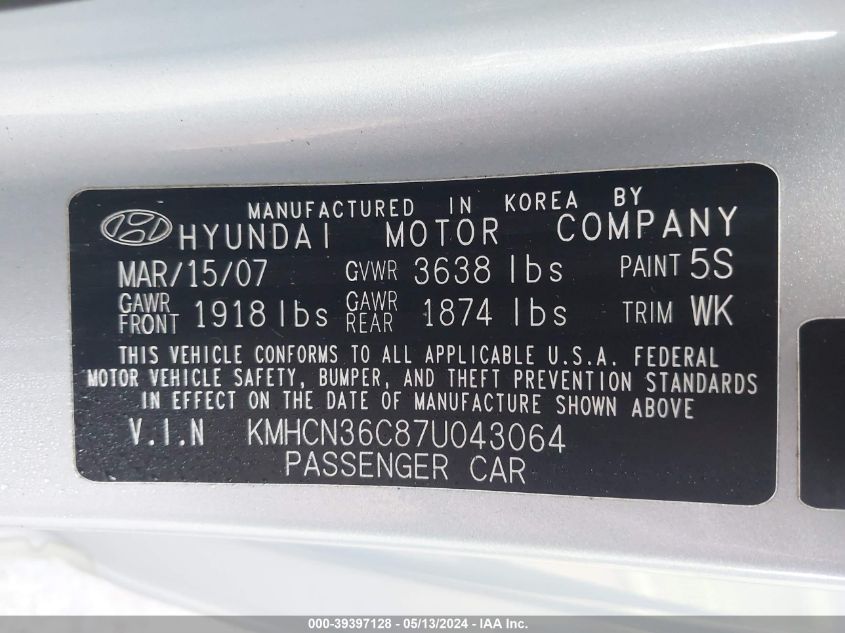 MANUFACTURED IN KOREA BY
HYUNDAI MOTOR COMPANY
MAR/15/07 GVWR 3638 lbs PAINT 5S
GAWR FRONT 1918 lbs GAWR REAR 1874 lbs TRIM WK
THIS VEHICLE CONFORMS TO ALL APPLICABLE U.S.A. FEDERAL
MOTOR VEHICLE SAFETY, BUMPER, AND THEFT PREVENTION STANDARDS
IN EFFECT ON THE DATE OF MANUFACTURE SHOWN ABOVE
V.I.N KMHCN36C87U043064
PASSENGER CAR
000-39397128 - 05/13/2024 - IAA Inc.